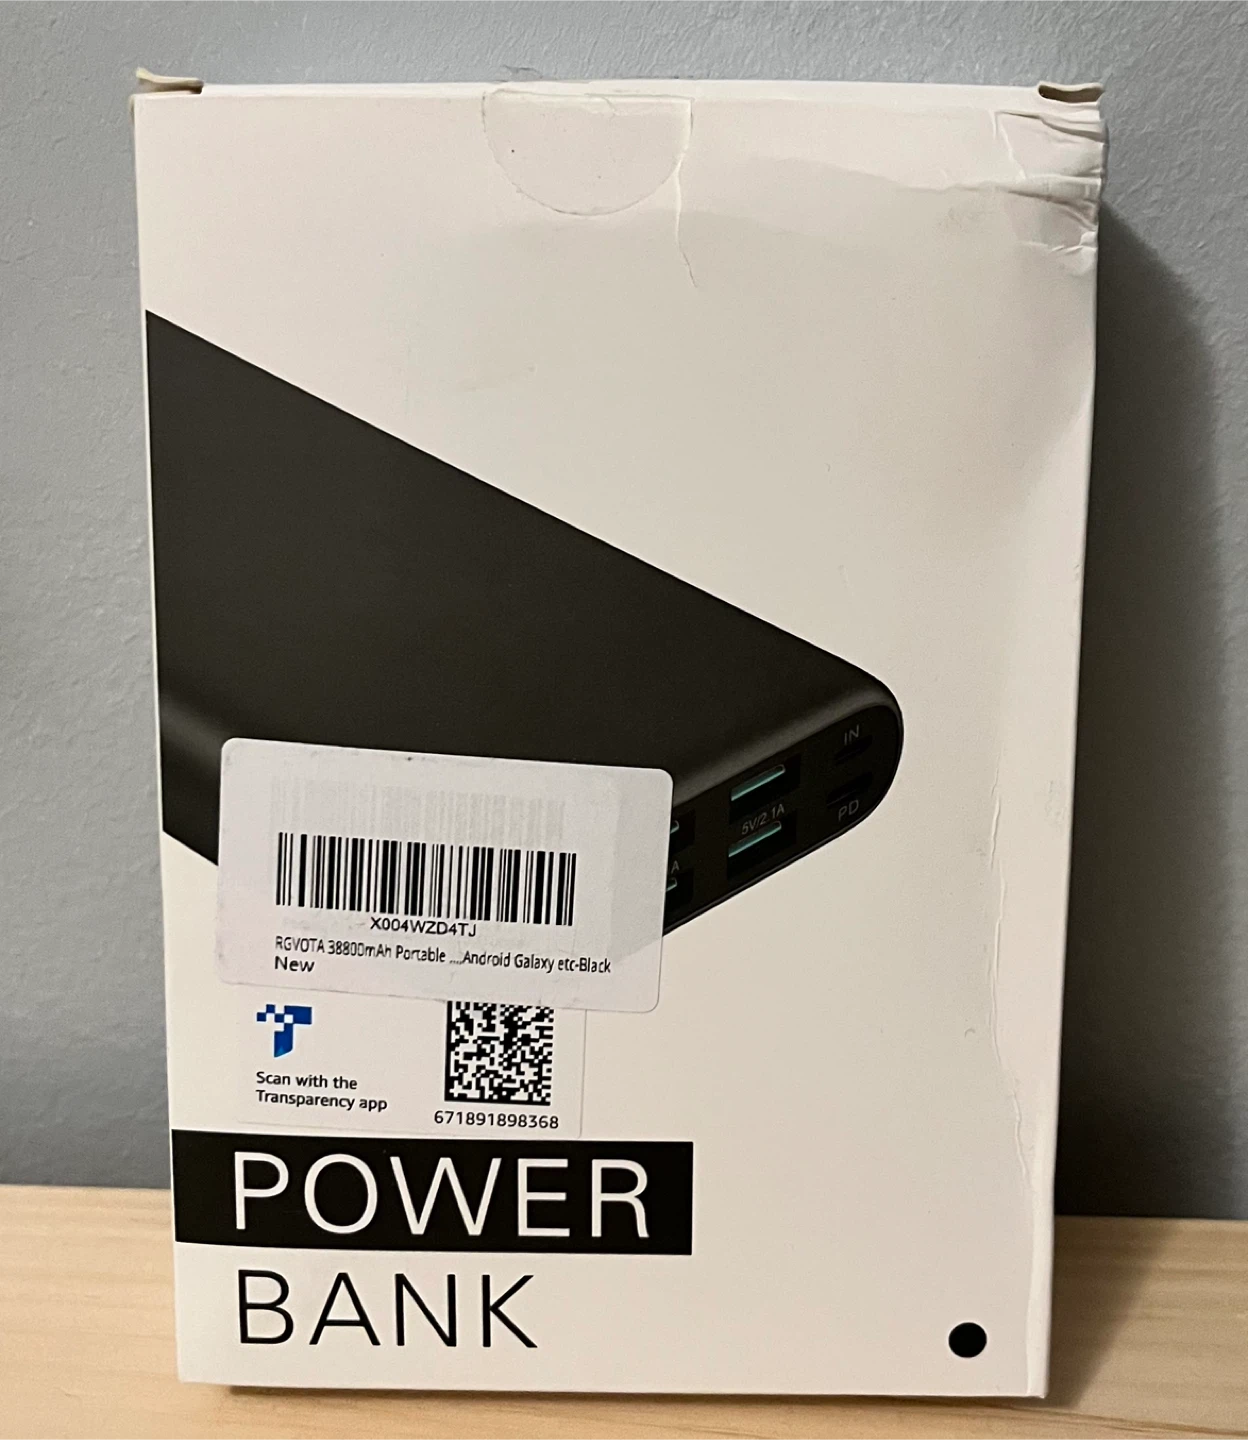 IN
PD
5V/2.1A
A
X004WZD4TJ
RGVOTA 38800mAh Portable ....Android Galaxy etc-Black
New
Scan with the
Transparency app
671891898368
POWER
BANK